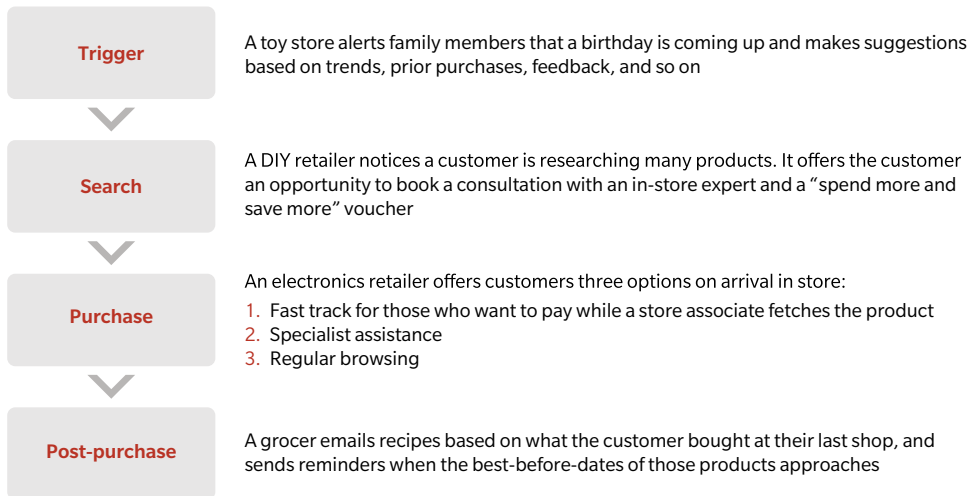 Trigger
A toy store alerts family members that a birthday is coming up and makes suggestions
based on trends, prior purchases, feedback, and so on
Search
A DIY retailer notices a customer is researching many products. It offers the customer
an opportunity to book a consultation with an in-store expert and a “spend more and
save more” voucher
Purchase
An electronics retailer offers customers three options on arrival in store:
1. Fast track for those who want to pay while a store associate fetches the product
2. Specialist assistance
3. Regular browsing
Post-purchase
A grocer emails recipes based on what the customer bought at their last shop, and
sends reminders when the best-before-dates of those products approaches